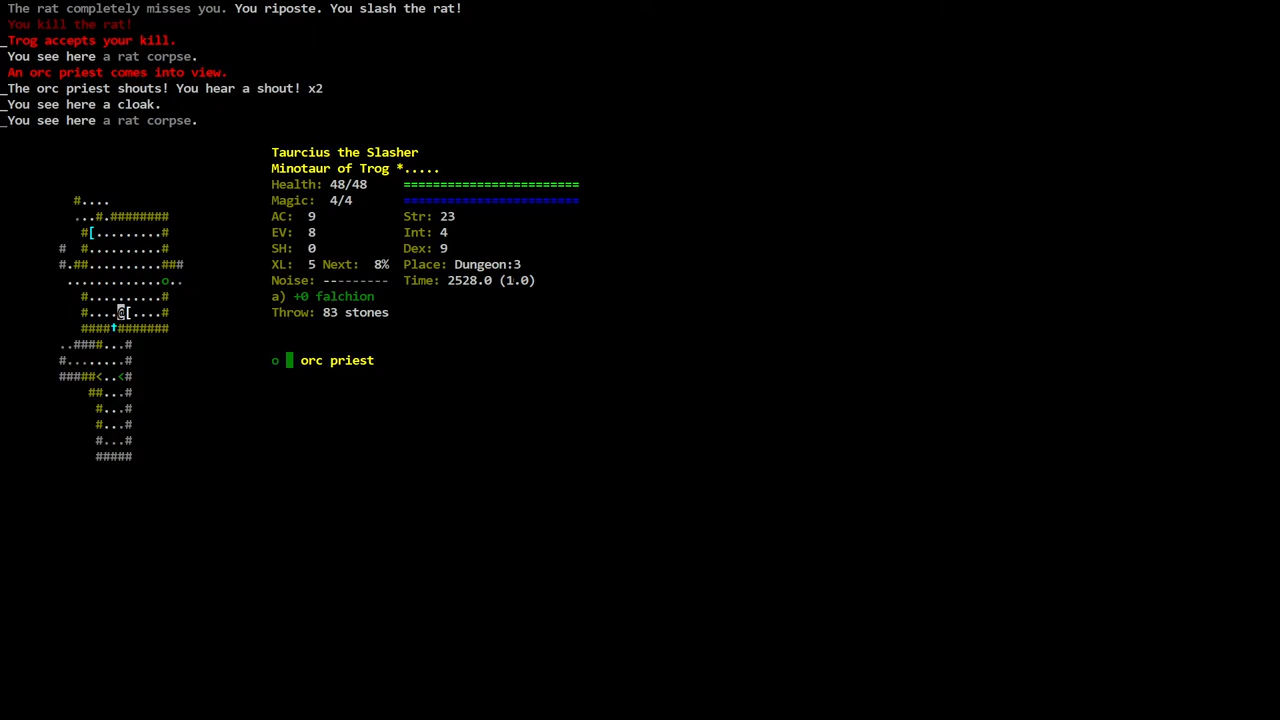 The rat completely misses you. You riposte. You slash the rat!
You kill the rat!
_Trog accepts your kill.
You see here a rat corpse.
An orc priest comes into view.
_The orc priest shouts! You hear a shout! x2
_You see here a cloak.
_You see here a rat corpse.
Taurcius the Slasher
Minotaur of Trog *.....
Health: 48/48 ========================
#....
Magic: 4/4 ========================
...#.########
AC: 9 Str: 23
#[.........#
EV: 8 Int: 4
# #.........#
SH: 0 Dex: 9
#.##..........###
XL: 5 Next: 8% Place: Dungeon:3
.............o..
Noise: --------- Time: 2528.0 (1.0)
#.........#
a) +0 falchion
#....@[....#
Throw: 83 stones
####†#######
..####...#
#........#
o orc priest
#####<..<#
##...#
#...#
#...#
#...#
#####